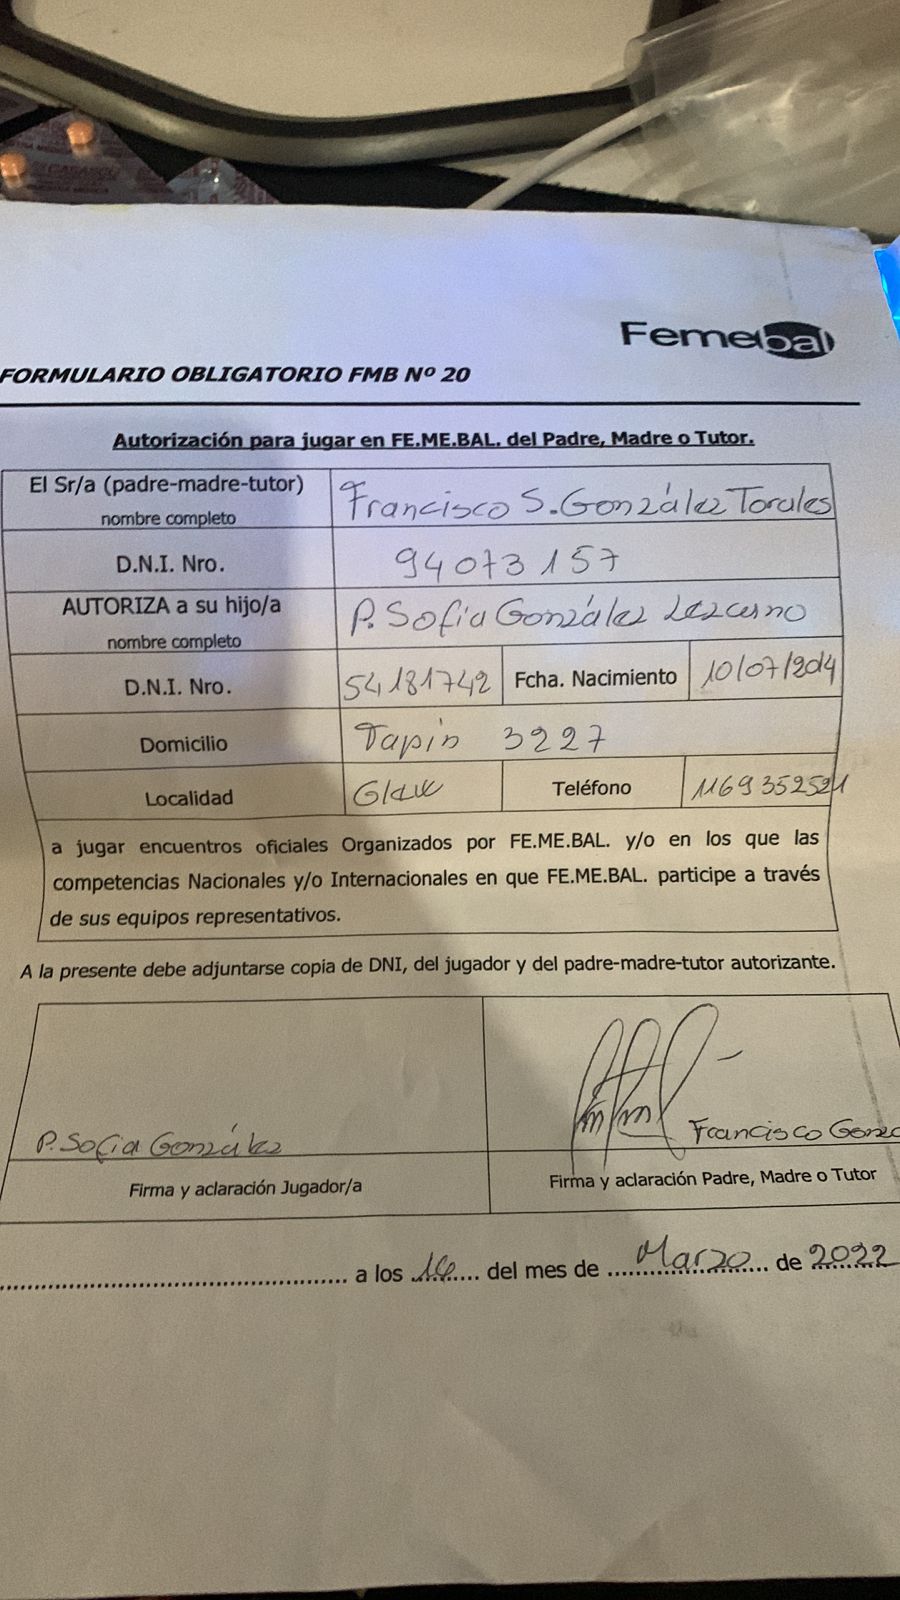 Femebal
FORMULARIO OBLIGATORIO FMB Nº 20
Autorización para jugar en FE.ME.BAL. del Padre, Madre o Tutor.
El Sr/a (padre-madre-tutor) nombre completo Francisco S. González Torales
D.N.I. Nro. 94073157
AUTORIZA a su hijo/a nombre completo P. Sofía González Lezcano
D.N.I. Nro. 54181742 Fcha. Nacimiento 10/07/2014
Domicilio Tapin 3227
Localidad Teléfono 1169352521
a jugar encuentros oficiales Organizados por FE.ME.BAL. y/o en los que las
competencias Nacionales y/o Internacionales en que FE.ME.BAL. participe a través
de sus equipos representativos.
A la presente debe adjuntarse copia de DNI, del jugador y del padre-madre-tutor autorizante.
P. Sofía González Francisco Gonz
Firma y aclaración Jugador/a Firma y aclaración Padre, Madre o Tutor
a los del mes de Marzo de 2022